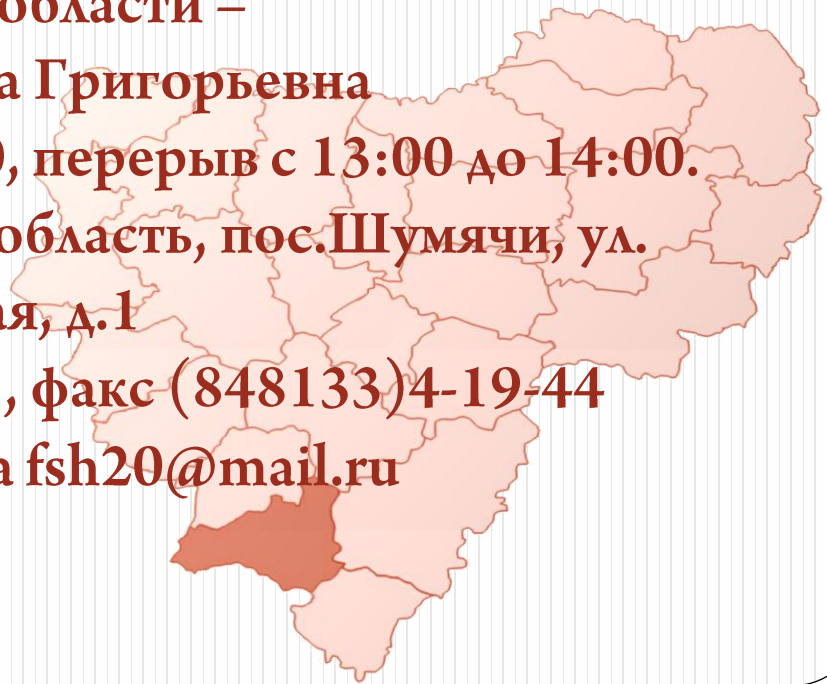 области –
а Григорьевна
, перерыв с 13:00 до 14:00.
область, пос.Шумячи, ул.
ая, д.1
, факс (848133)4-19-44
а fsh20@mail.ru